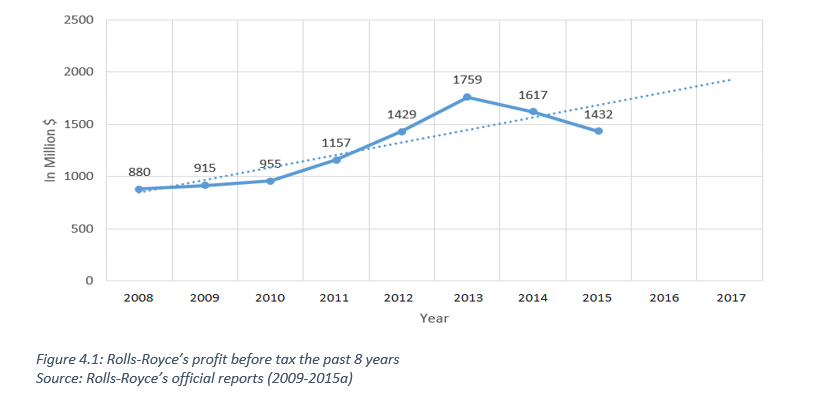 2500
2000
1500
1000
500
0
In Million $
880
915
955
1157
1429
1759
1617
1432
2008 2009 2010 2011 2012 2013 2014 2015 2016 2017
Year
Figure 4.1: Rolls-Royce's profit before tax the past 8 years
Source: Rolls-Royce's official reports (2009-2015a)